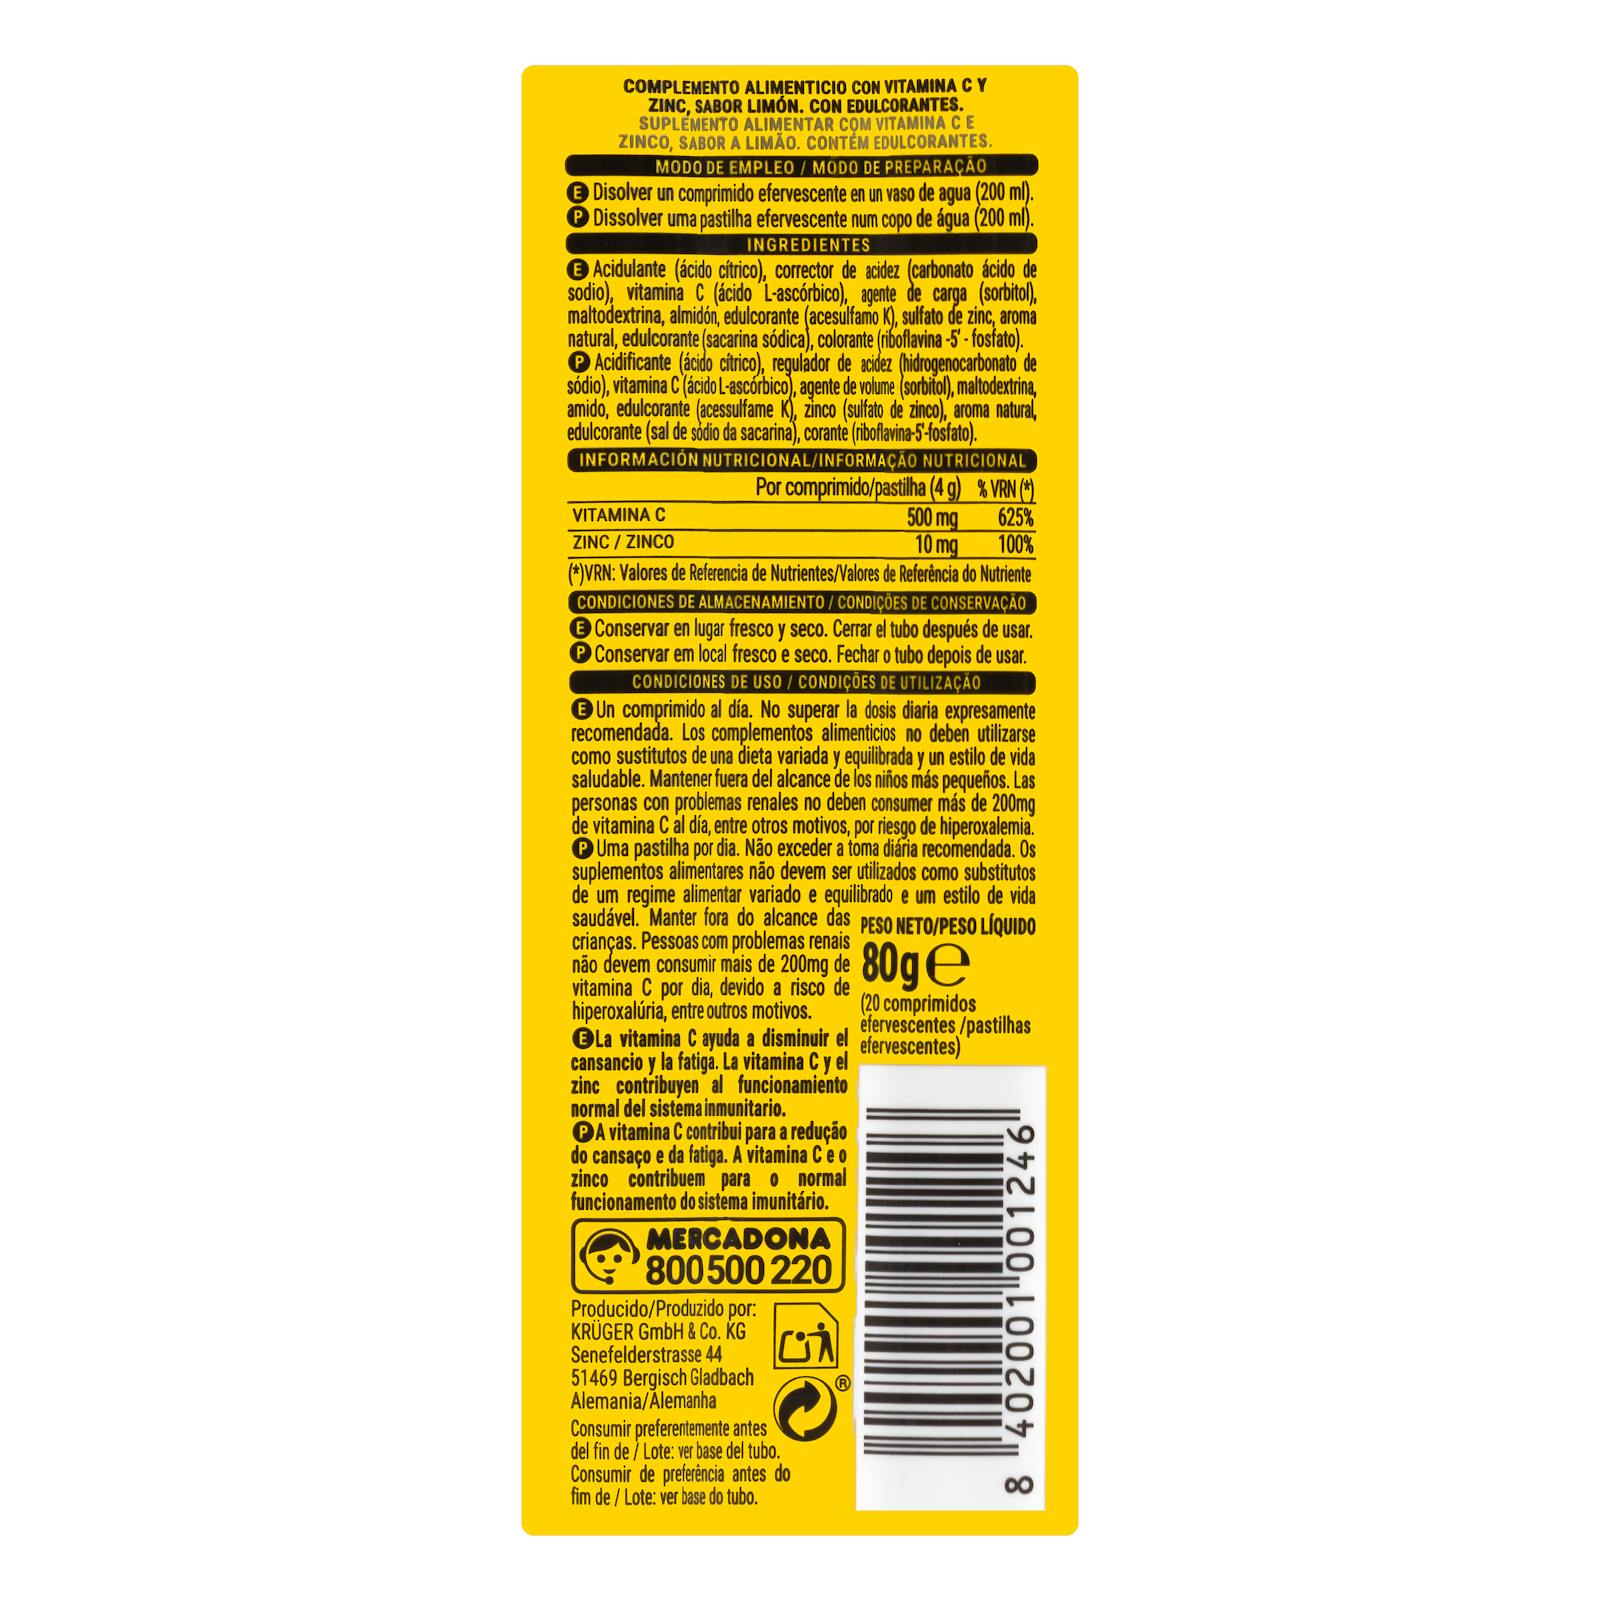 COMPLEMENTO ALIMENTICIO CON VITAMINA C Y
ZINC, SABOR LIMÓN. CON EDULCORANTES.
SUPLEMENTO ALIMENTAR COM VITAMINA C E
ZINCO, SABOR A LIMÃO. CONTÉM EDULCORANTES.
MODO DE EMPLEO / MODO DE PREPARAÇÃO
E Disolver un comprimido efervescente en un vaso de agua (200 ml).
P Dissolver uma pastilha efervescente num copo de água (200 ml).
INGREDIENTES
E Acidulante (ácido cítrico), corrector de acidez (carbonato ácido de
sodio), vitamina C (ácido L-ascórbico), agente de carga (sorbitol),
maltodextrina, almidón, edulcorante (acesulfamo K), sulfato de zinc, aroma
natural, edulcorante (sacarina sódica), colorante (riboflavina -5' - fosfato).
P Acidificante (ácido cítrico), regulador de acidez (hidrogenocarbonato de
sódio), vitamina C (ácido L-ascórbico), agente de volume (sorbitol), maltodextrina,
amido, edulcorante (acessulfame K), zinco (sulfato de zinco), aroma natural,
edulcorante (sal de sódio da sacarina), corante (riboflavina-5'-fosfato).
INFORMACIÓN NUTRICIONAL/INFORMAÇÃO NUTRICIONAL
Por comprimido/pastilha (4 g) % VRN (*)
VITAMINA C 500 mg 625%
ZINC / ZINCO 10 mg 100%
(*)VRN: Valores de Referencia de Nutrientes/Valores de Referência do Nutriente
CONDICIONES DE ALMACENAMIENTO / CONDIÇÕES DE CONSERVAÇÃO
E Conservar en lugar fresco y seco. Cerrar el tubo después de usar.
P Conservar em local fresco e seco. Fechar o tubo depois de usar.
CONDICIONES DE USO / CONDIÇÕES DE UTILIZAÇÃO
E Un comprimido al día. No superar la dosis diaria expresamente
recomendada. Los complementos alimenticios no deben utilizarse
como sustitutos de una dieta variada y equilibrada y un estilo de vida
saludable. Mantener fuera del alcance de los niños más pequeños. Las
personas con problemas renales no deben consumer más de 200mg
de vitamina C al día, entre otros motivos, por riesgo de hiperoxalemia.
P Uma pastilha por dia. Não exceder a toma diária recomendada. Os
suplementos alimentares não devem ser utilizados como substitutos
de um regime alimentar variado e equilibrado e um estilo de vida
saudável. Manter fora do alcance das
crianças. Pessoas com problemas renais
não devem consumir mais de 200mg de
vitamina C por dia, devido a risco de
hiperoxalúria, entre outros motivos.
PESO NETO/PESO LÍQUIDO
80g e
(20 comprimidos
efervescentes /pastilhas
efervescentes)
E La vitamina C ayuda a disminuir el
cansancio y la fatiga. La vitamina C y el
zinc contribuyen al funcionamiento
normal del sistema inmunitario.
P A vitamina C contribui para a redução
do cansaço e da fatiga. A vitamina C e o
zinco contribuem para o normal
funcionamento do sistema imunitário.
MERCADONA
800 500 220
Producido/Produzido por:
KRÜGER GmbH & Co. KG
Senefelderstrasse 44
51469 Bergisch Gladbach
Alemania/Alemanha
®
Consumir preferentemente antes
del fin de / Lote: ver base del tubo.
Consumir de preferência antes do
fim de / Lote: ver base do tubo.
8 402001 001246